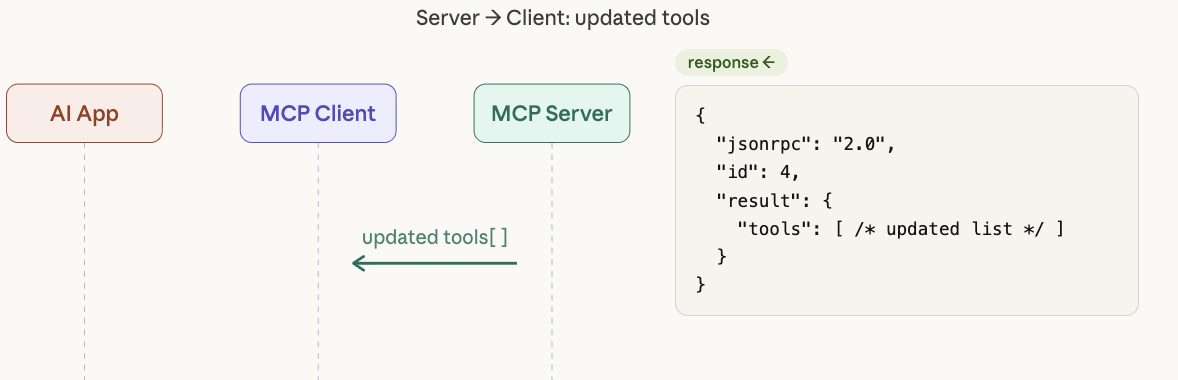 Server → Client: updated tools
response ←
AI App
MCP Client
MCP Server
{
  "jsonrpc": "2.0",
  "id": 4,
  "result": {
    "tools": [ /* updated list */ ]
  }
}
updated tools[ ]